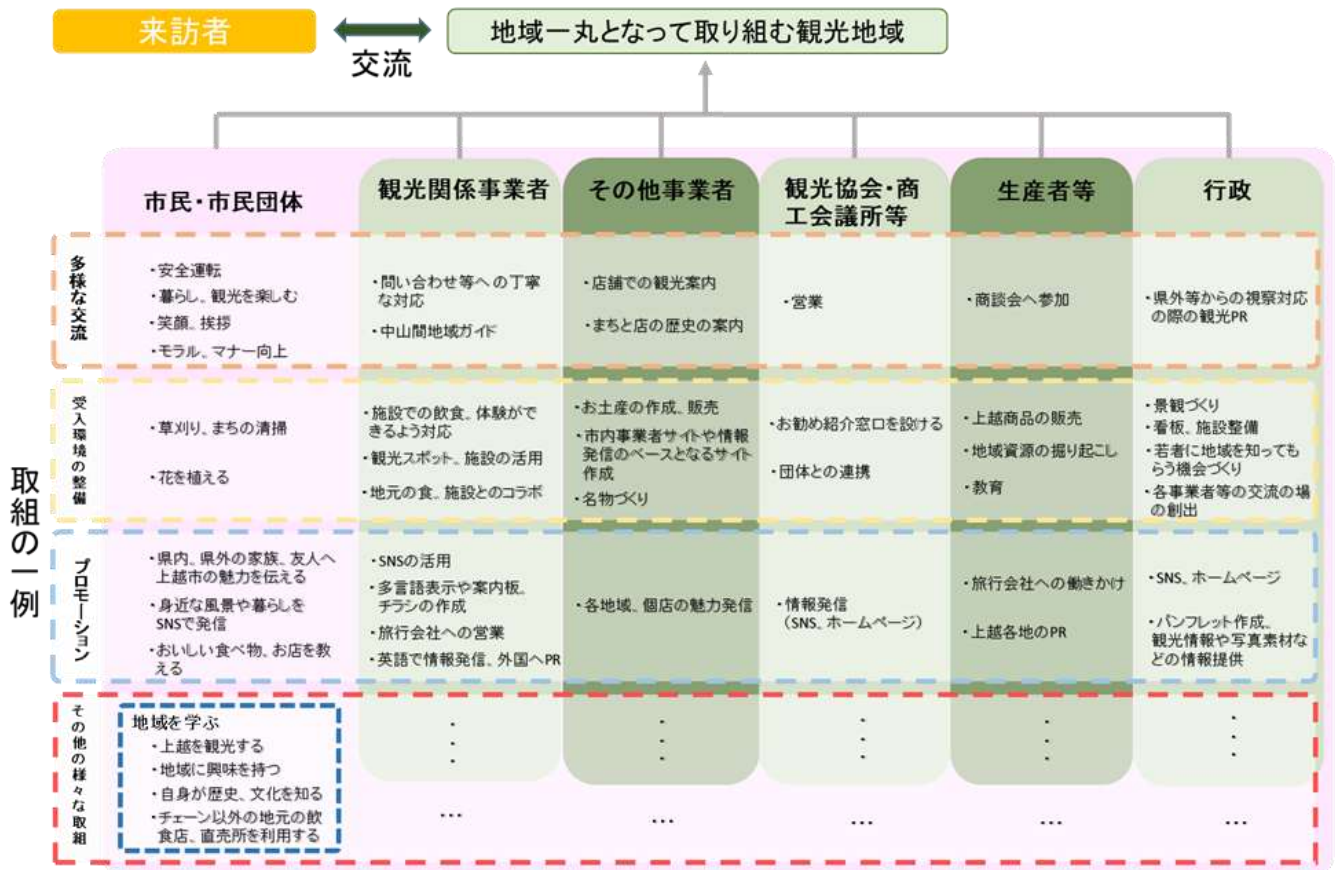 来訪者
交流
地域一丸となって取り組む観光地域
取組の一例
市民・市民団体
観光関係事業者
その他事業者
観光協会・商
工会議所等
生産者等
行政
多様な交流
・安全運転
・暮らし、観光を楽しむ
・笑顔、挨拶
・モラル、マナー向上
・問い合わせ等への丁寧
な対応
・中山間地域ガイド
・店舗での観光案内
・まちと店の歴史の案内
・営業
・商談会へ参加
・県外等からの視察対応
の際の観光PR
受入環境の整備
・草刈り、まちの清掃
・花を植える
・施設での飲食、体験がで
きるよう対応
・観光スポット、施設の活用
・地元の食、施設とのコラボ
・お土産の作成、販売
・市内事業者サイトや情報
発信のベースとなるサイト
作成
・名物づくり
・お勧め紹介窓口を設ける
・団体との連携
・上越商品の販売
・地域資源の掘り起こし
・教育
・景観づくり
・看板、施設整備
・若者に地域を知っても
らう機会づくり
・各事業者等の交流の場
の創出
プロモーション
・県内、県外の家族、友人へ
上越市の魅力を伝える
・身近な風景や暮らしを
SNSで発信
・おいしい食べ物、お店を教
える
・SNSの活用
・多言語表示や案内板、
チラシの作成
・旅行会社への営業
・英語で情報発信、外国へPR
・各地域、個店の魅力発信
・情報発信
（SNS、ホームページ）
・旅行会社への働きかけ
・上越各地のPR
・SNS、ホームページ
・パンフレット作成、
観光情報や写真素材な
どの情報提供
その他の様々な取組
地域を学ぶ
・上越を観光する
・地域に興味を持つ
・自身が歴史、文化を知る
・チェーン以外の地元の飲
食店、直売所を利用する
…
…
…
…
…